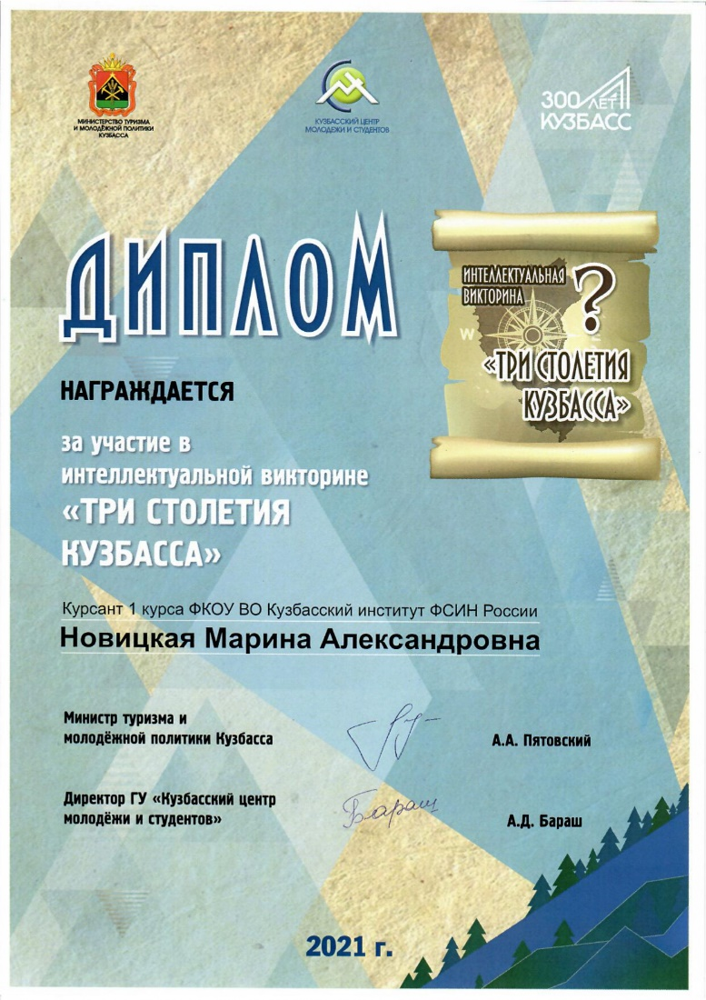 МИНИСТЕРСТВО ТУРИЗМА
И МОЛОДЁЖНОЙ ПОЛИТИКИ
КУЗБАССА
КУЗБАССКИЙ ЦЕНТР
МОЛОДЕЖИ И СТУДЕНТОВ
300 ЛЕТ
КУЗБАСС
ДИПЛОМ
ИНТЕЛЛЕКТУАЛЬНАЯ
ВИКТОРИНА
?
W
«ТРИ СТОЛЕТИЯ
КУЗБАССА»
НАГРАЖДАЕТСЯ
за участие в
интеллектуальной викторине
«ТРИ СТОЛЕТИЯ
КУЗБАССА»
Курсант 1 курса ФКОУ ВО Кузбасский институт ФСИН России
Новицкая Марина Александровна
Министр туризма и
молодёжной политики Кузбасса
А.А. Пятовский
Директор ГУ «Кузбасский центр
молодёжи и студентов»
Бараш
А.Д. Бараш
2021 г.